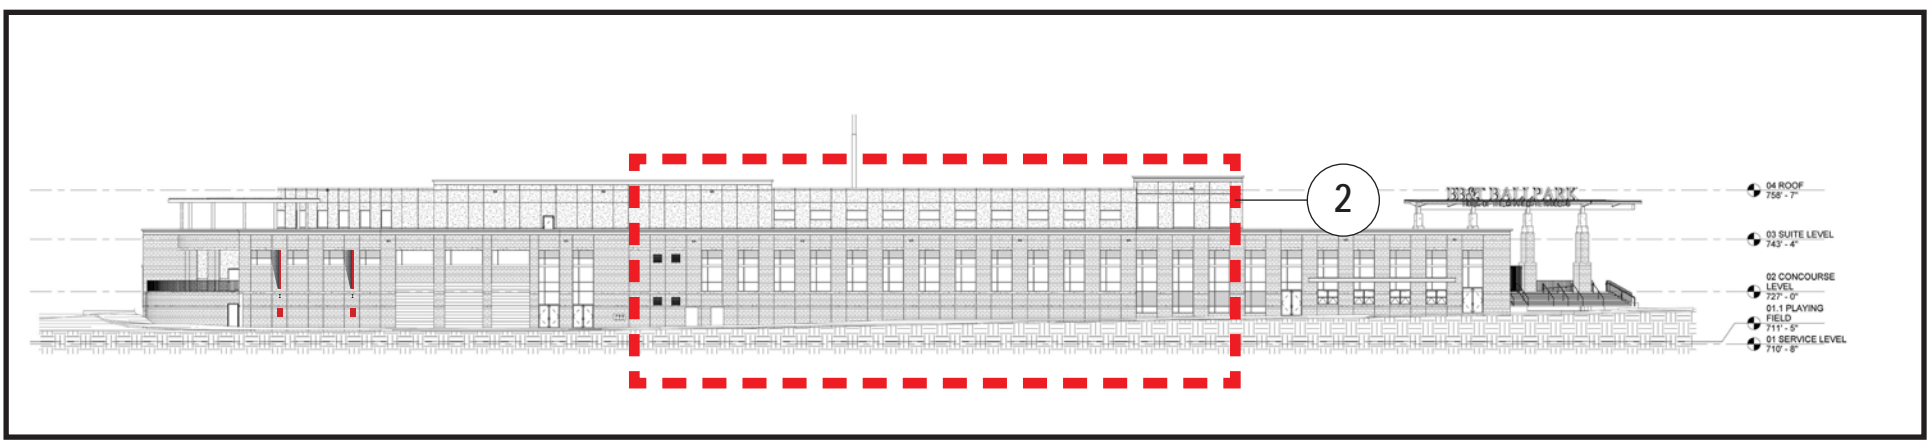 2
BB&T BALLPARK
04 ROOF
758' - 7"
03 SUITE LEVEL
743' - 4"
02 CONCOURSE
LEVEL
727' - 0"
01.1 PLAYING
FIELD
711' - 5"
01 SERVICE LEVEL
710' - 8"